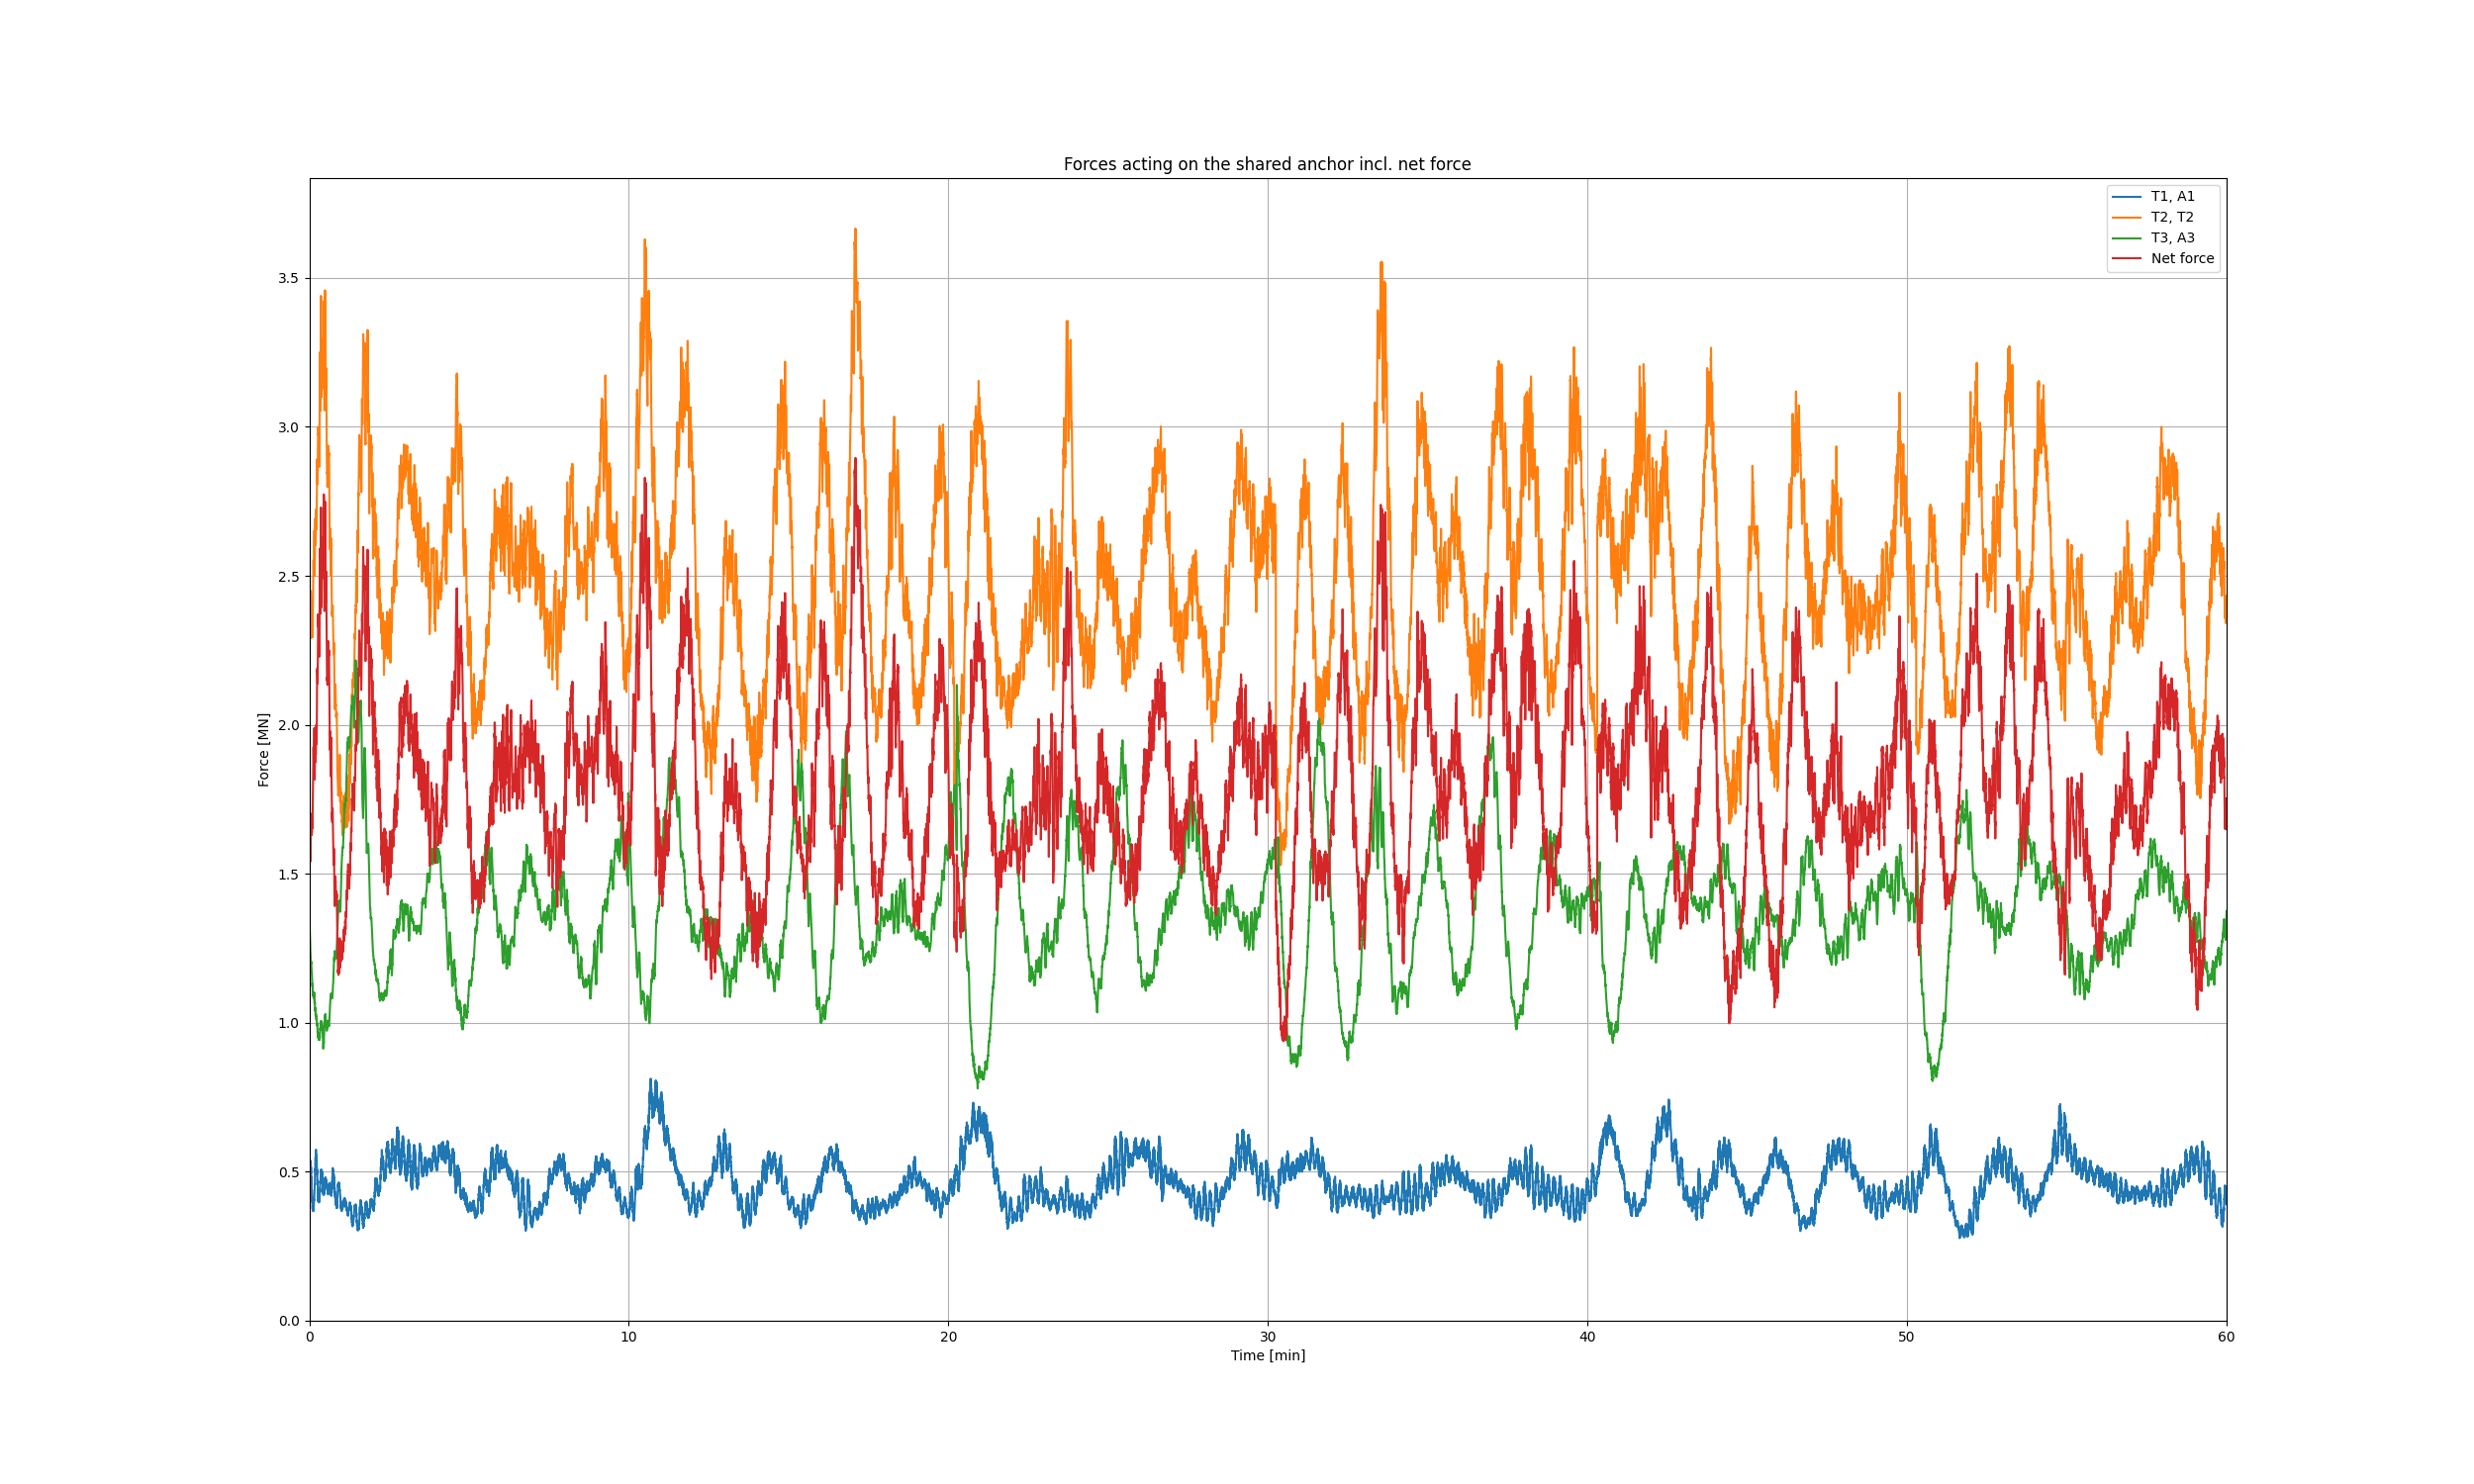 Forces acting on the shared anchor incl. net force
T1, A1
T2, T2
T3, A3
Net force
Force [MN]
3.5
3.0
2.5
2.0
1.5
1.0
0.5
0.0
0 10 20 30 40 50 60
Time [min]